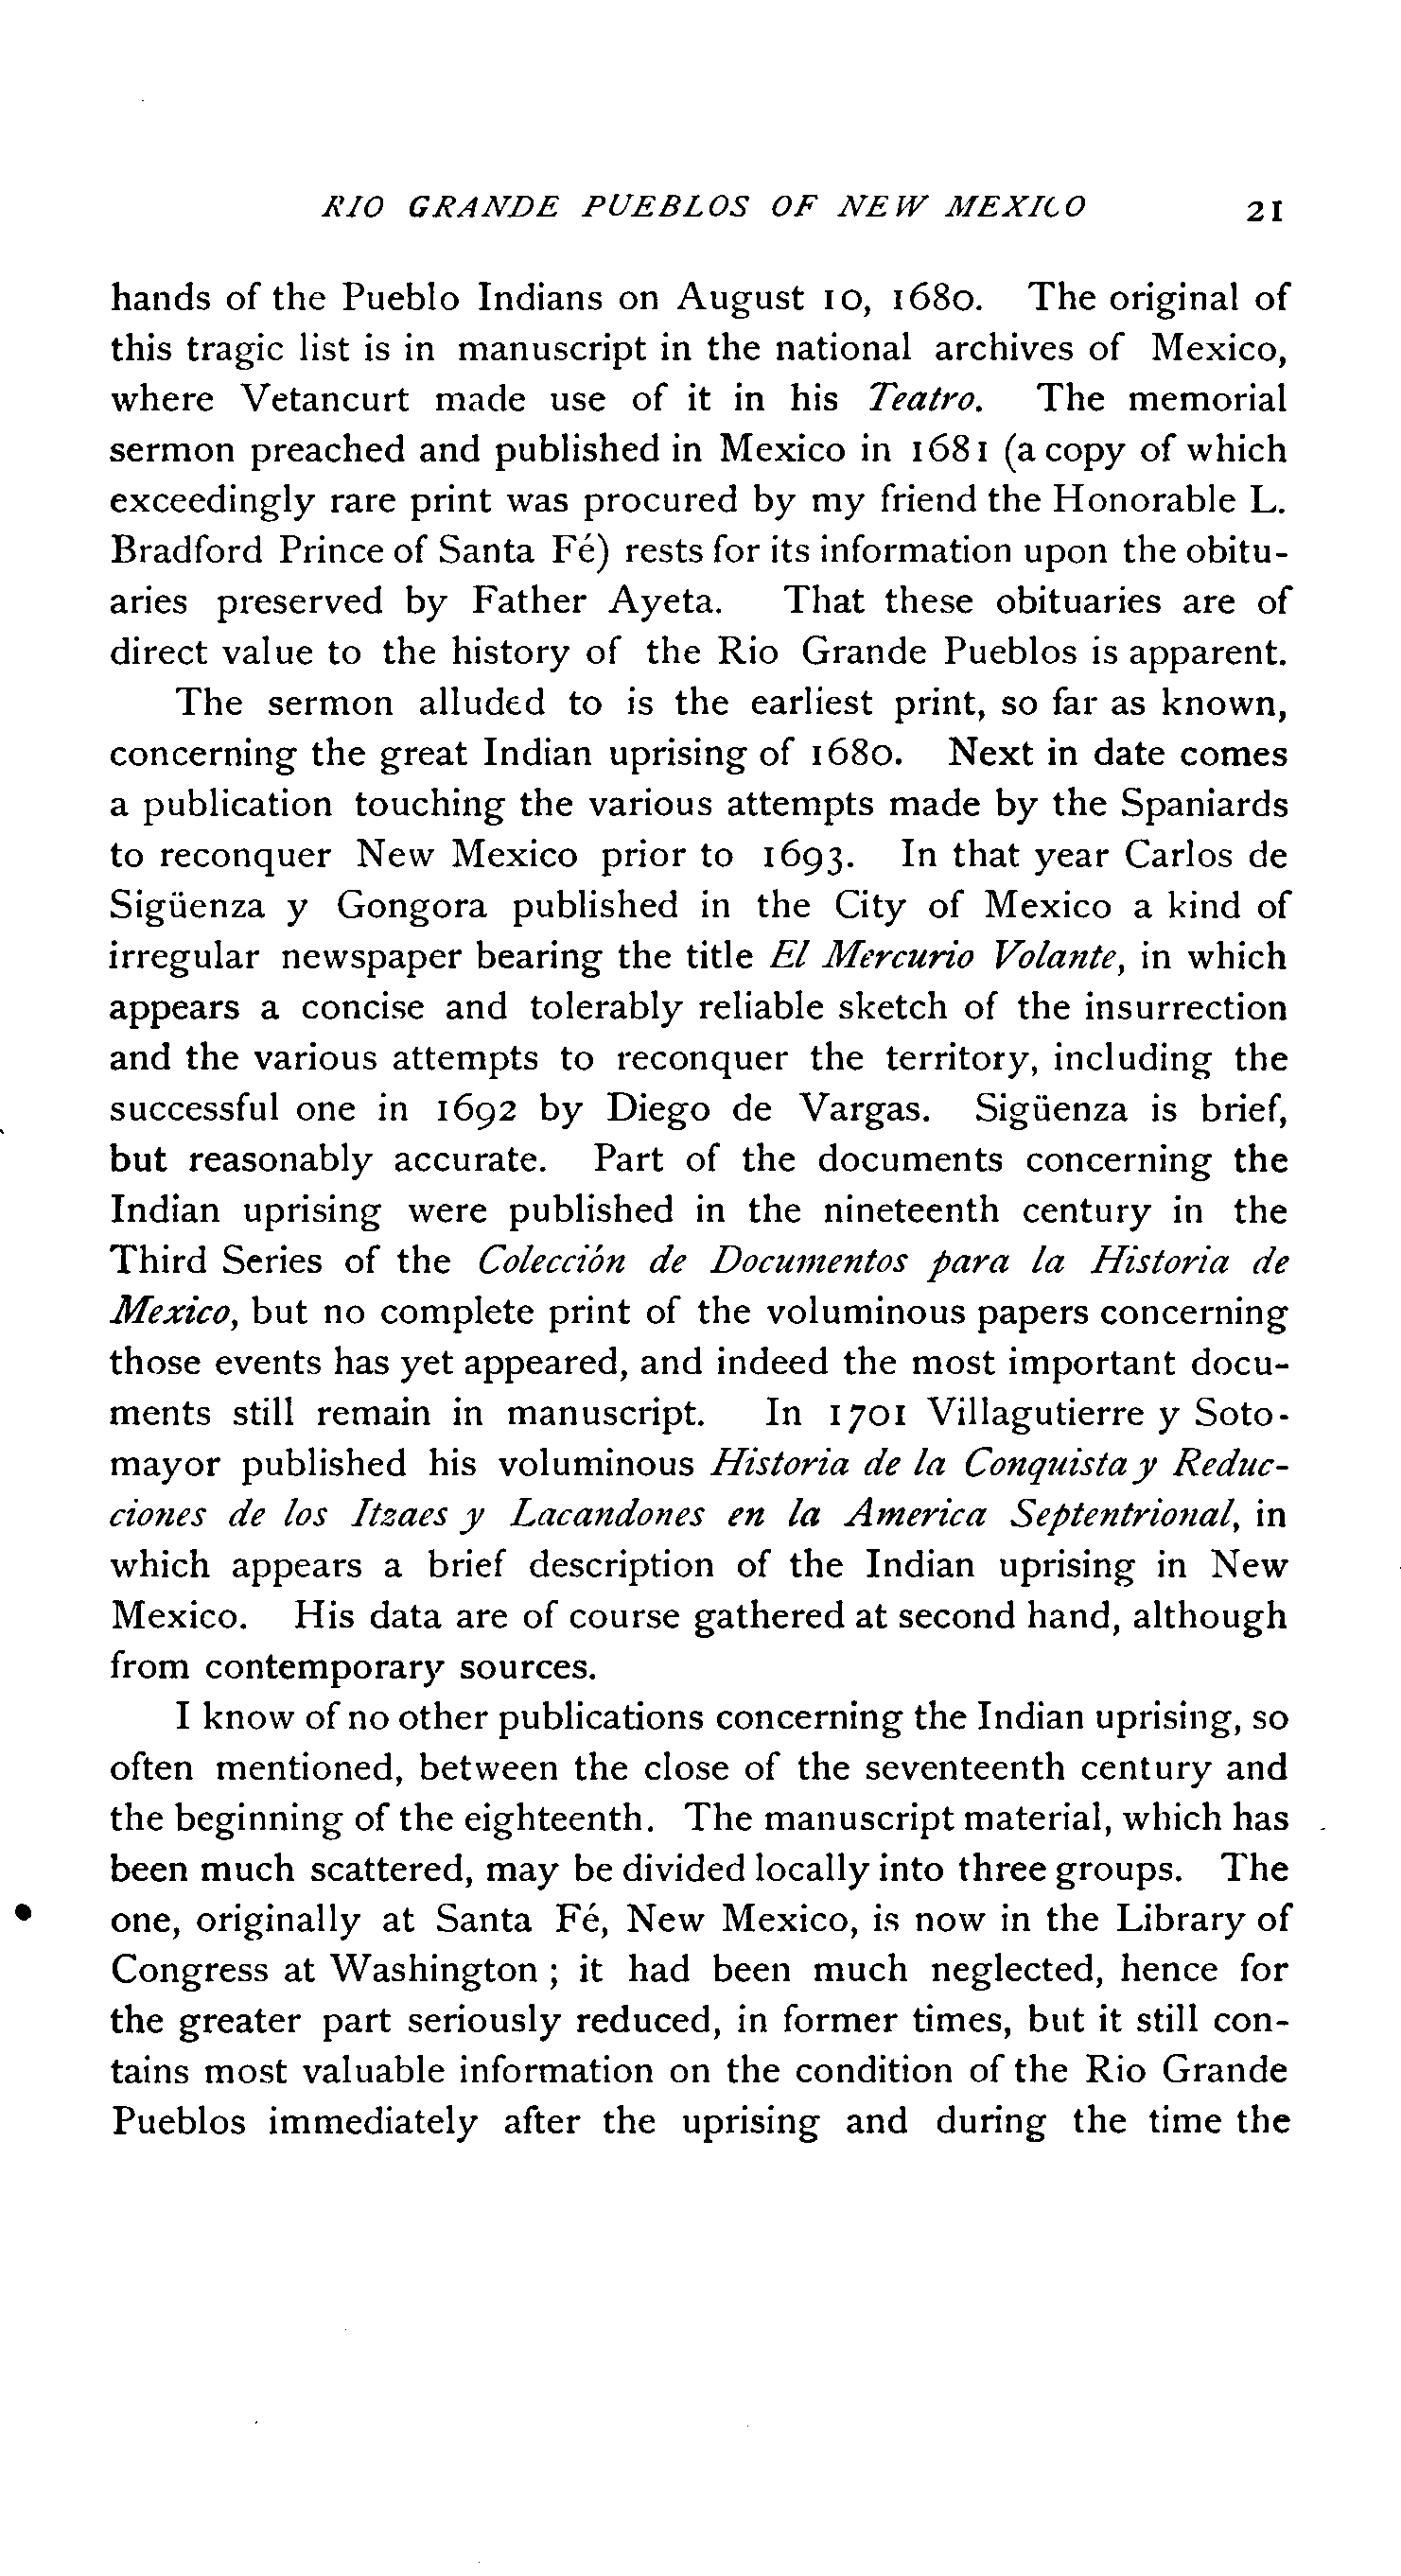 RIO GRANDE PUEBLOS OF NEW MEXICO 21
hands of the Pueblo Indians on August 10, 1680. The original of
this tragic list is in manuscript in the national archives of Mexico,
where Vetancurt made use of it in his Teatro. The memorial
sermon preached and published in Mexico in 1681 (a copy of which
exceedingly rare print was procured by my friend the Honorable L.
Bradford Prince of Santa Fé) rests for its information upon the obitu-
aries preserved by Father Ayeta. That these obituaries are of
direct value to the history of the Rio Grande Pueblos is apparent.
The sermon alluded to is the earliest print, so far as known,
concerning the great Indian uprising of 1680. Next in date comes
a publication touching the various attempts made by the Spaniards
to reconquer New Mexico prior to 1693. In that year Carlos de
Sigüenza y Gongora published in the City of Mexico a kind of
irregular newspaper bearing the title El Mercurio Volante, in which
appears a concise and tolerably reliable sketch of the insurrection
and the various attempts to reconquer the territory, including the
successful one in 1692 by Diego de Vargas. Sigüenza is brief,
but reasonably accurate. Part of the documents concerning the
Indian uprising were published in the nineteenth century in the
Third Series of the Colección de Documentos para la Historia de
Mexico, but no complete print of the voluminous papers concerning
those events has yet appeared, and indeed the most important docu-
ments still remain in manuscript. In 1701 Villagutierre y Soto-
mayor published his voluminous Historia de la Conquista y Reduc-
ciones de los Itzaes y Lacandones en la America Septentrional, in
which appears a brief description of the Indian uprising in New
Mexico. His data are of course gathered at second hand, although
from contemporary sources.
I know of no other publications concerning the Indian uprising, so
often mentioned, between the close of the seventeenth century and
the beginning of the eighteenth. The manuscript material, which has
been much scattered, may be divided locally into three groups. The
one, originally at Santa Fé, New Mexico, is now in the Library of
Congress at Washington ; it had been much neglected, hence for
the greater part seriously reduced, in former times, but it still con-
tains most valuable information on the condition of the Rio Grande
Pueblos immediately after the uprising and during the time the